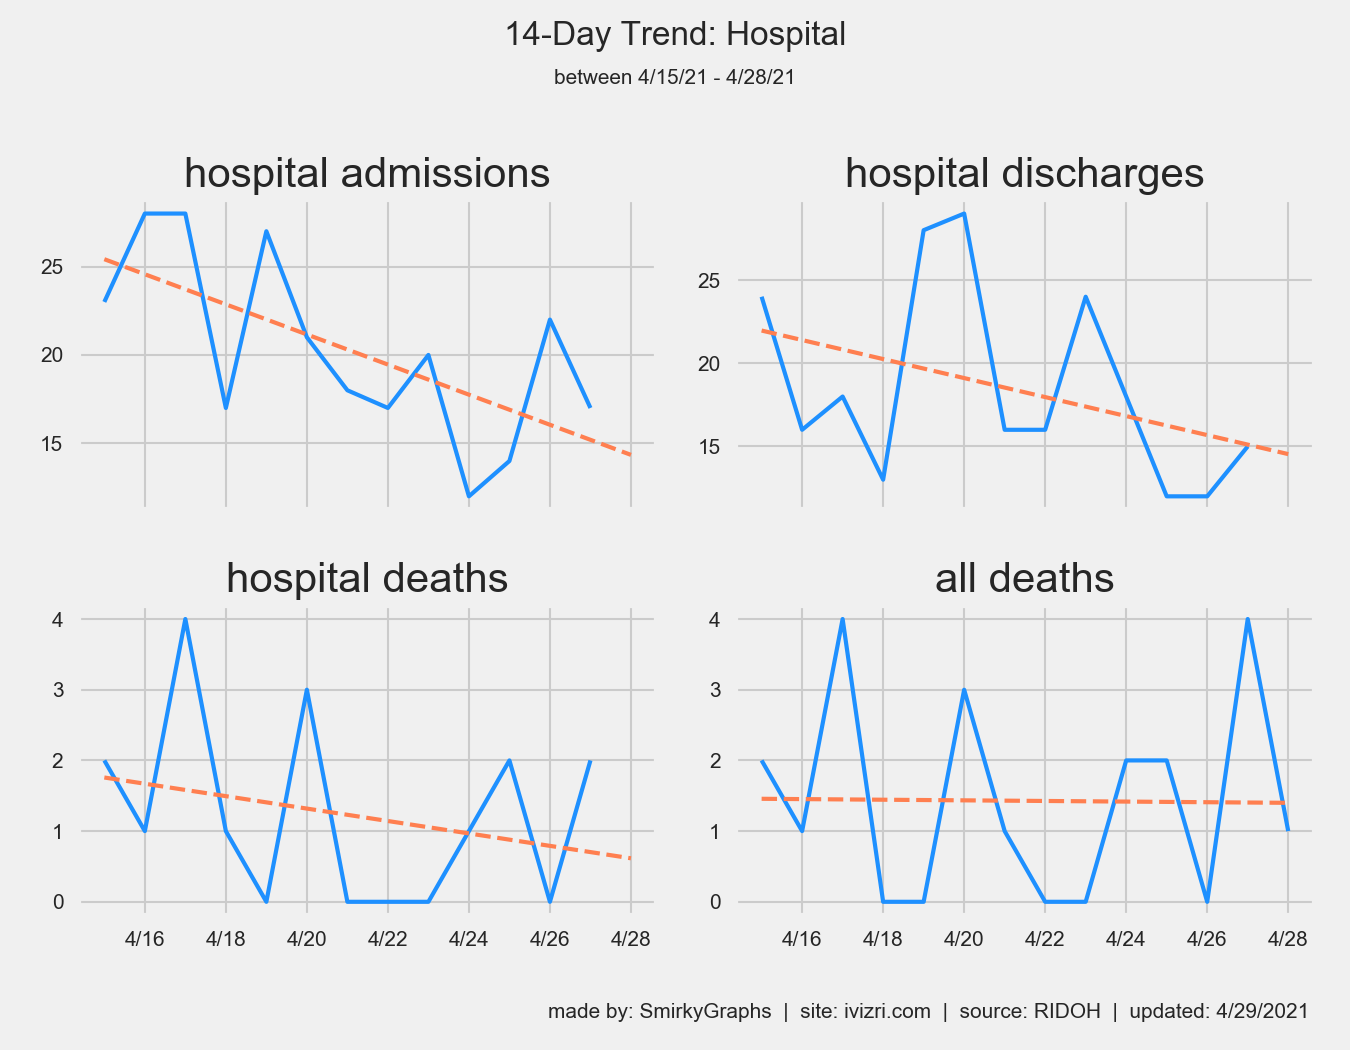 14-Day Trend: Hospital
between 4/15/21 - 4/28/21
hospital admissions
25
20
15
hospital discharges
25
20
15
hospital deaths
4
3
2
1
0
4/16 4/18 4/20 4/22 4/24 4/26 4/28
all deaths
4
3
2
1
0
4/16 4/18 4/20 4/22 4/24 4/26 4/28
made by: SmirkyGraphs | site: ivizri.com | source: RIDOH | updated: 4/29/2021